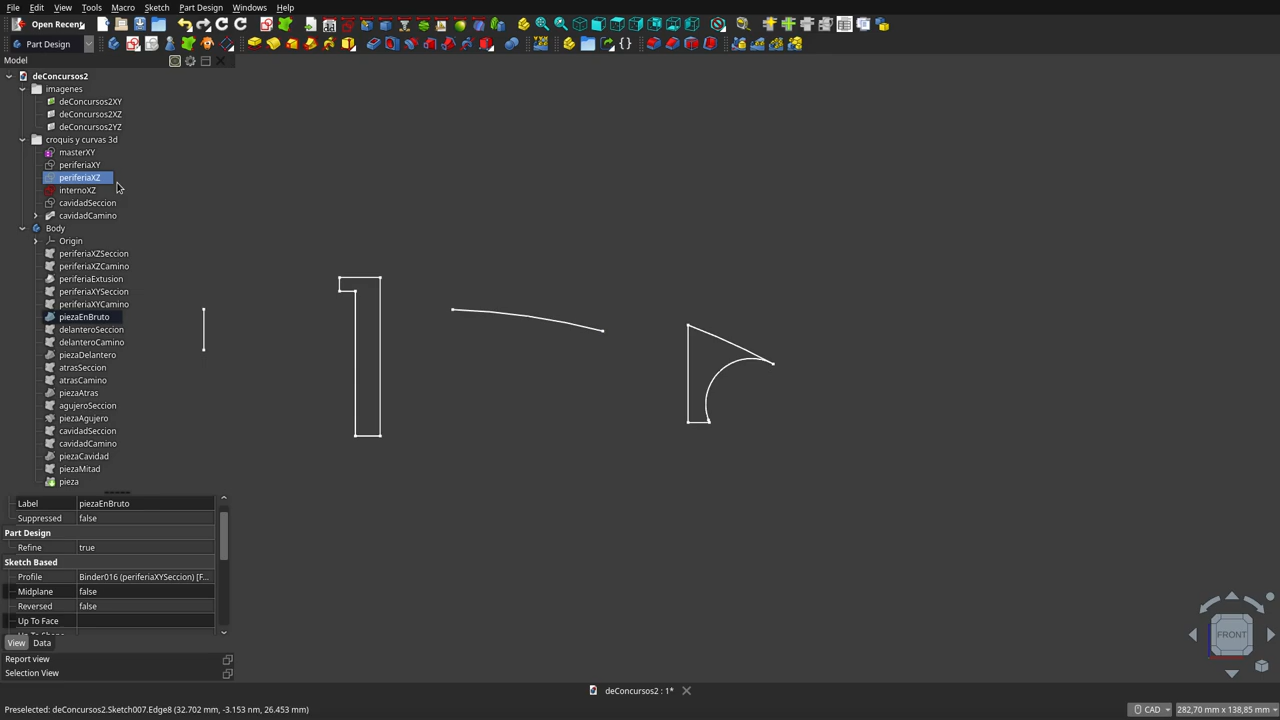 File Edit View Tools Macro Sketch Part Design Windows Help
Open Recent
Part Design
Model
deConcursos2
imagenes
deConcursos2XY
deConcursos2XZ
deConcursos2YZ
croquis y curvas 3d
masterXY
periferiaXY
periferiaXZ
internoXZ
cavidadSeccion
cavidadCamino
Body
Origin
periferiaXZSeccion
periferiaXZCamino
periferiaExtusion
periferiaXYSeccion
periferiaXYCamino
piezaEnBruto
delanteroSeccion
delanteroCamino
piezaDelantero
atrasSeccion
atrasCamino
piezaAtras
agujeroSeccion
piezaAgujero
cavidadSeccion
cavidadCamino
piezaCavidad
piezaMitad
pieza
Label piezaEnBruto
Suppressed false
Part Design
Refine true
Sketch Based
Profile Binder016 (periferiaXYSeccion) [F...
Midplane false
Reversed false
Up To Face
View Data
Report view
Selection View
FRONT
deConcursos2 : 1*
Preselected: deConcursos2.Sketch007.Edge8 (32.702 mm, -3.153 nm, 26.453 mm)
CAD
282,70 mm x 138,85 mm